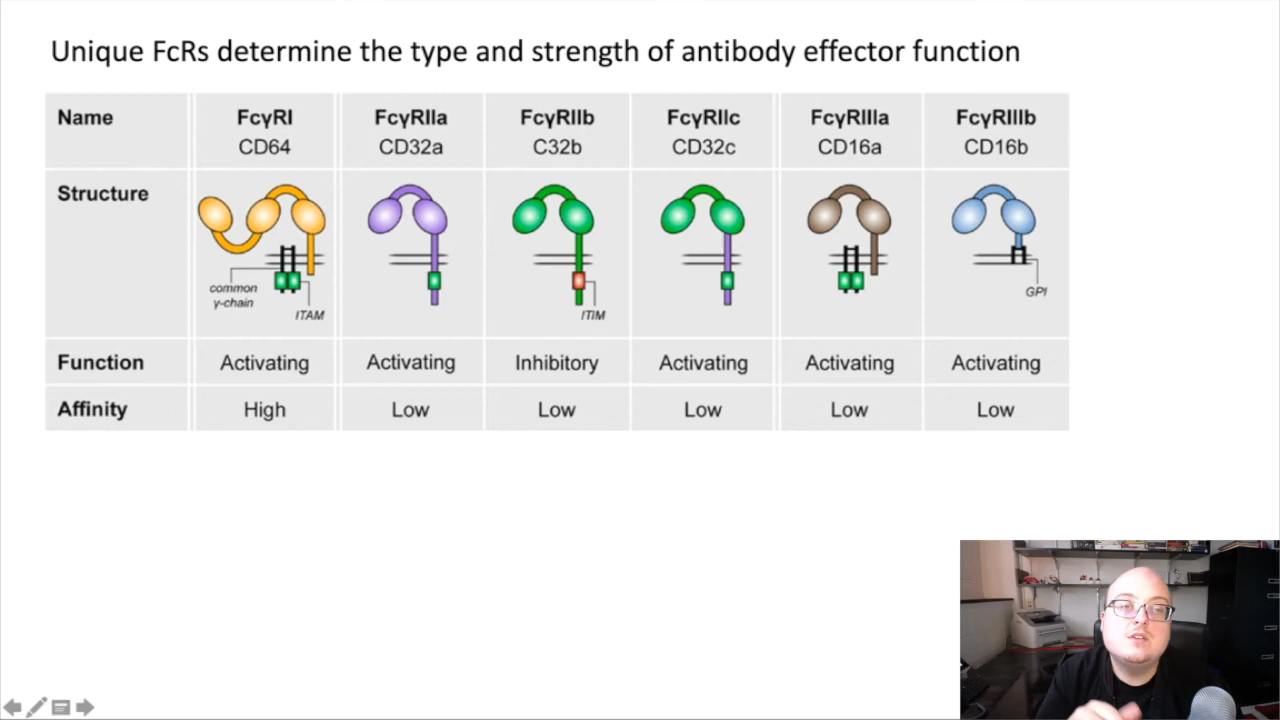 Unique FcRs determine the type and strength of antibody effector function
Name FcγRI FcγRIIa FcγRIIb FcγRIIc FcγRIIIa FcγRIIIb
CD64 CD32a C32b CD32c CD16a CD16b
Structure
common
γ-chain
ITAM
ITIM
GPI
Function Activating Activating Inhibitory Activating Activating Activating
Affinity High Low Low Low Low Low